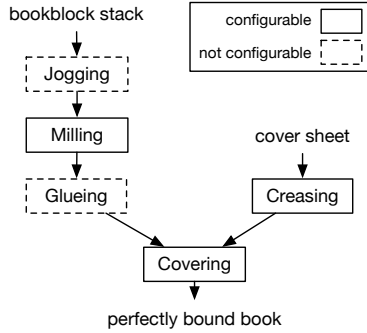 bookblock stack
configurable
not configurable
Jogging
Milling
cover sheet
Glueing
Creasing
Covering
perfectly bound book